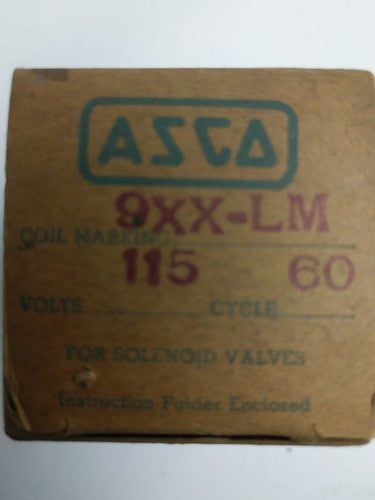 ASCO
COIL MARKING 9XX-LM
VOLTS 115 CYCLE 60
FOR SOLENOID VALVES
Instruction Folder Enclosed